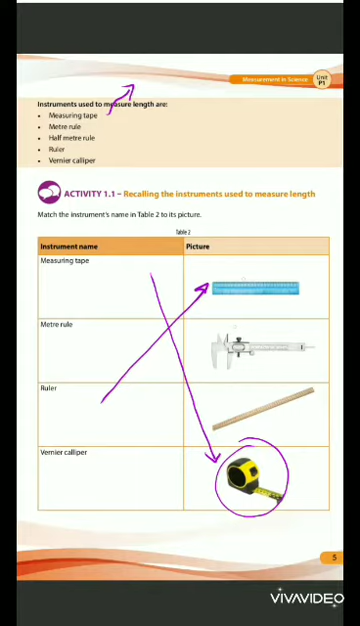 Measurement in Science
Unit
P1
Instruments used to measure length are:
• Measuring tape
• Metre rule
• Half metre rule
• Ruler
• Vernier calliper
ACTIVITY 1.1 – Recalling the instruments used to measure length
Match the instrument's name in Table 2 to its picture.
Table 2
Instrument name Picture
Measuring tape
Metre rule
Ruler
Vernier calliper
5
VIVAVIDEO